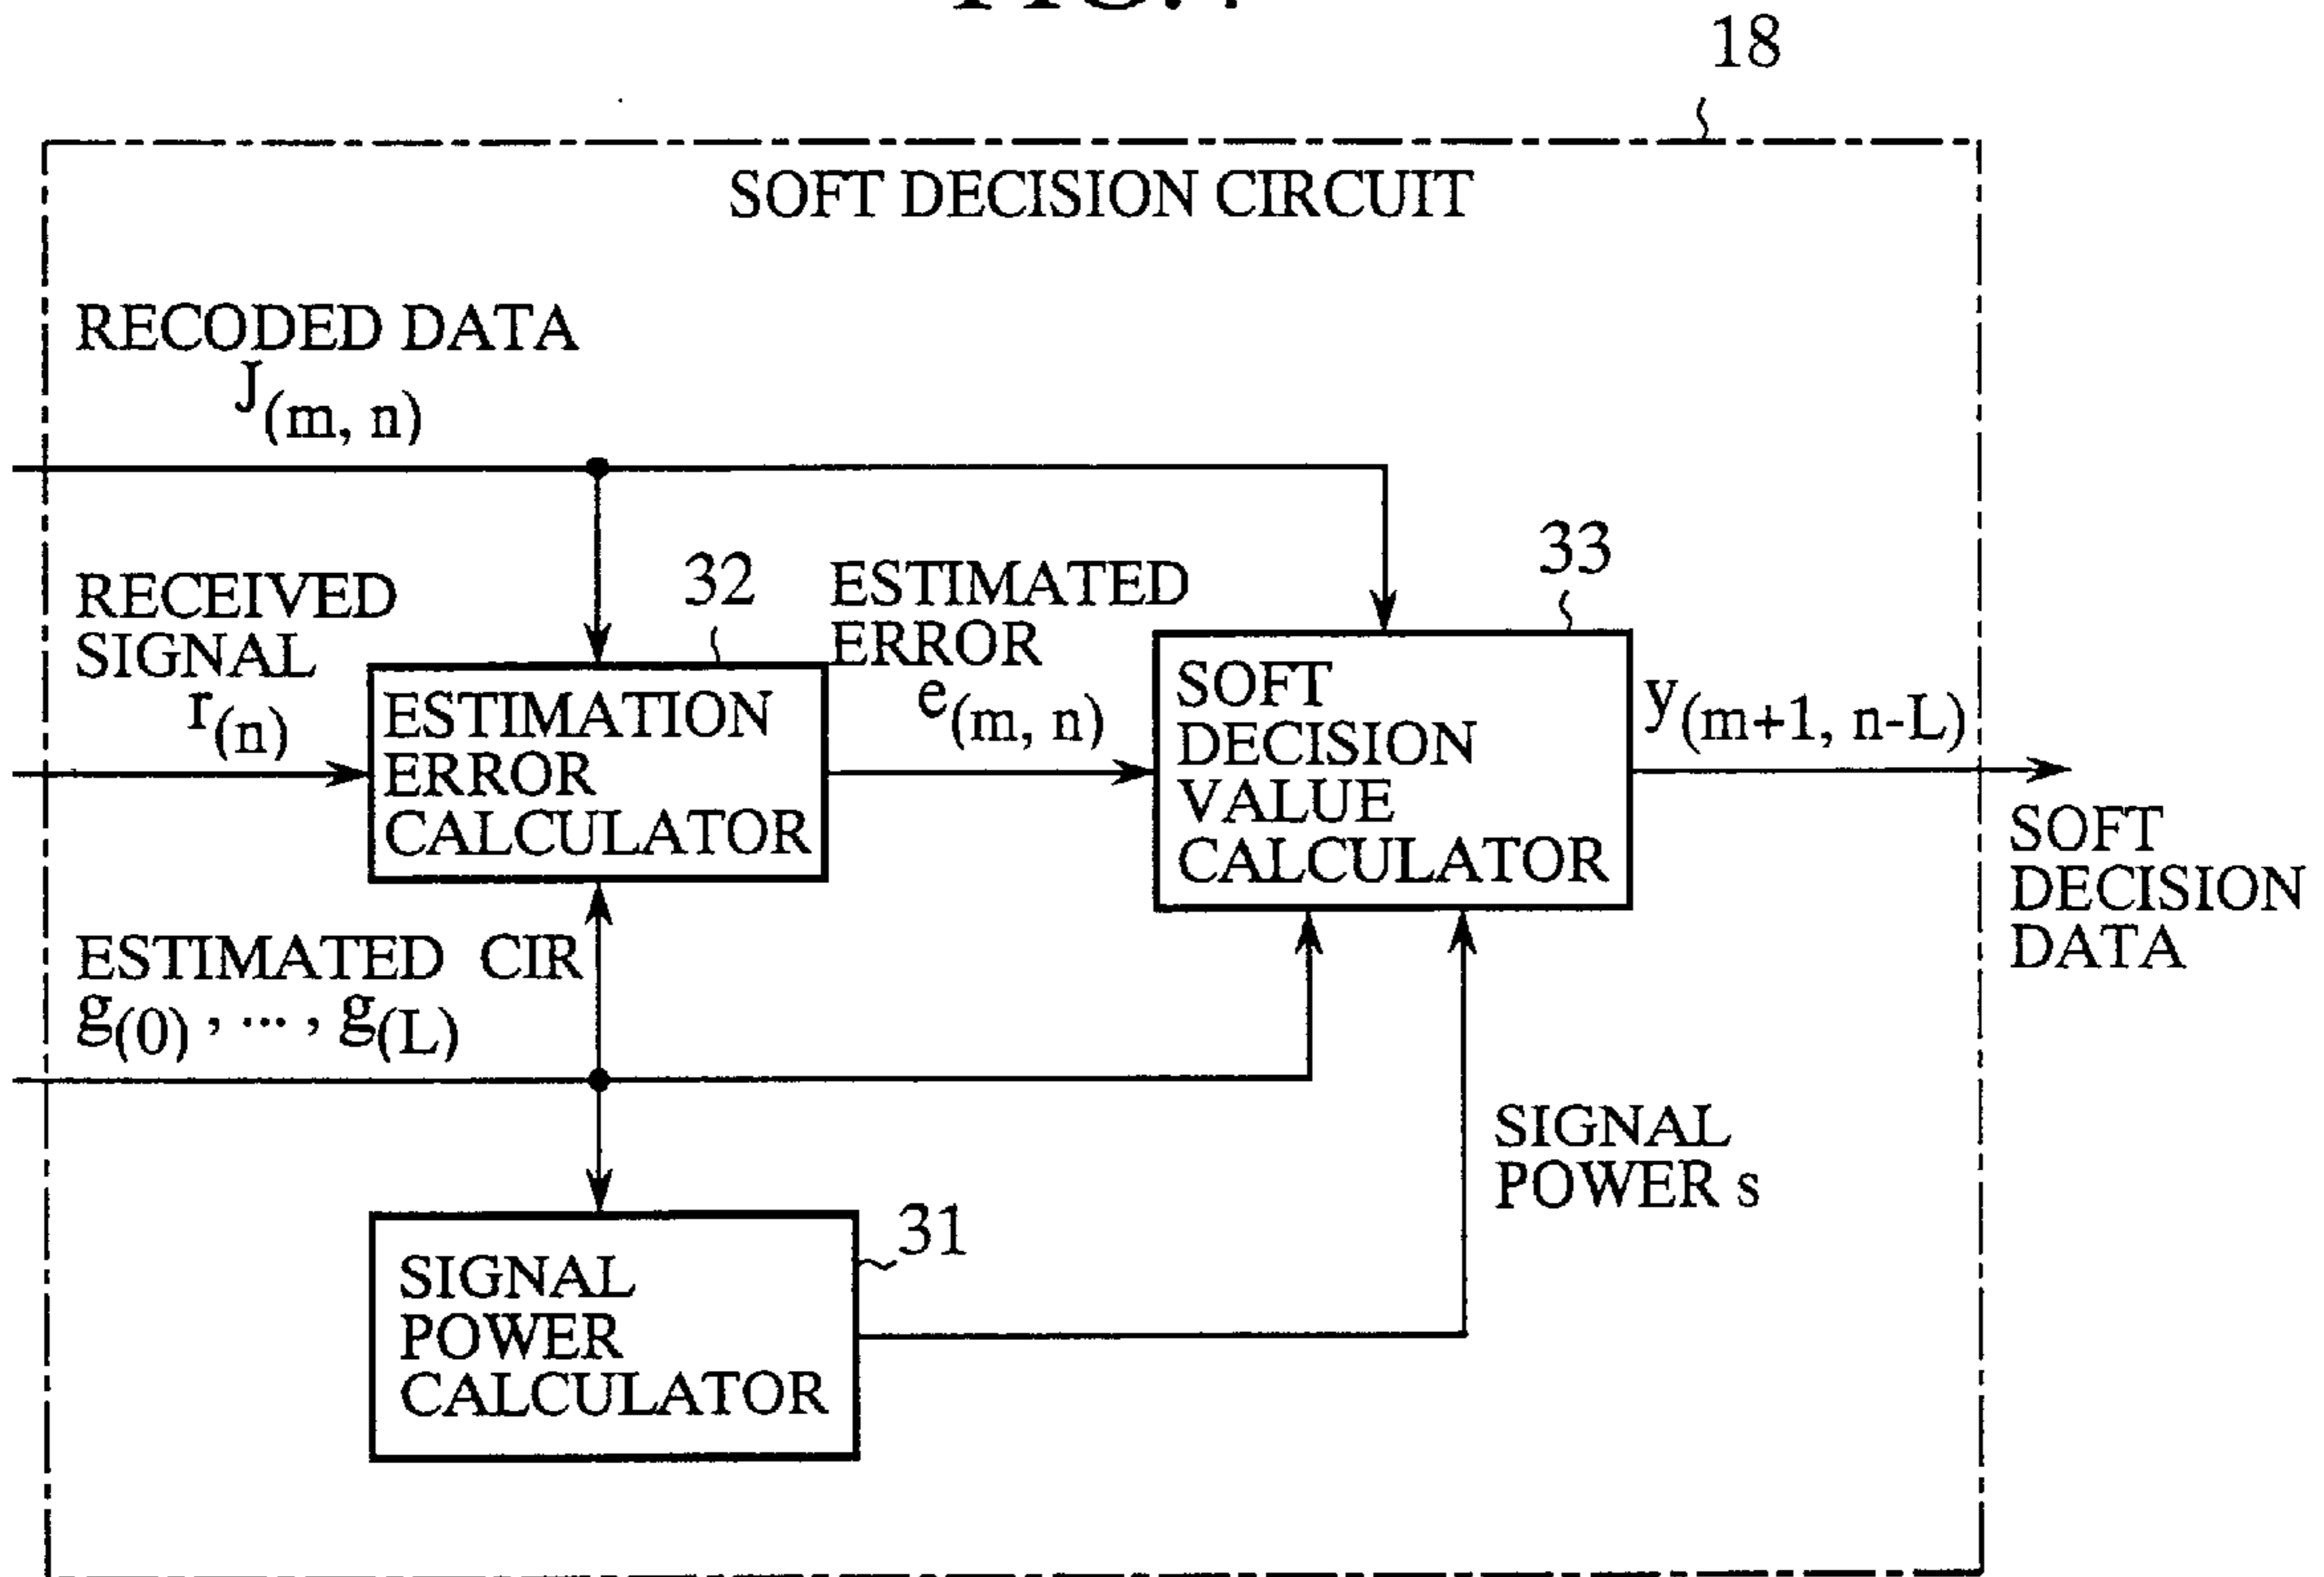 18
SOFT DECISION CIRCUIT
RECODED DATA
J(m, n)
RECEIVED
SIGNAL
r(n)
32
ESTIMATION
ERROR
CALCULATOR
ESTIMATED
ERROR
e(m, n)
33
SOFT
DECISION
VALUE
CALCULATOR
y(m+1, n-L)
SOFT
DECISION
DATA
ESTIMATED CIR
g(0) , ... , g(L)
SIGNAL
POWER s
31
SIGNAL
POWER
CALCULATOR